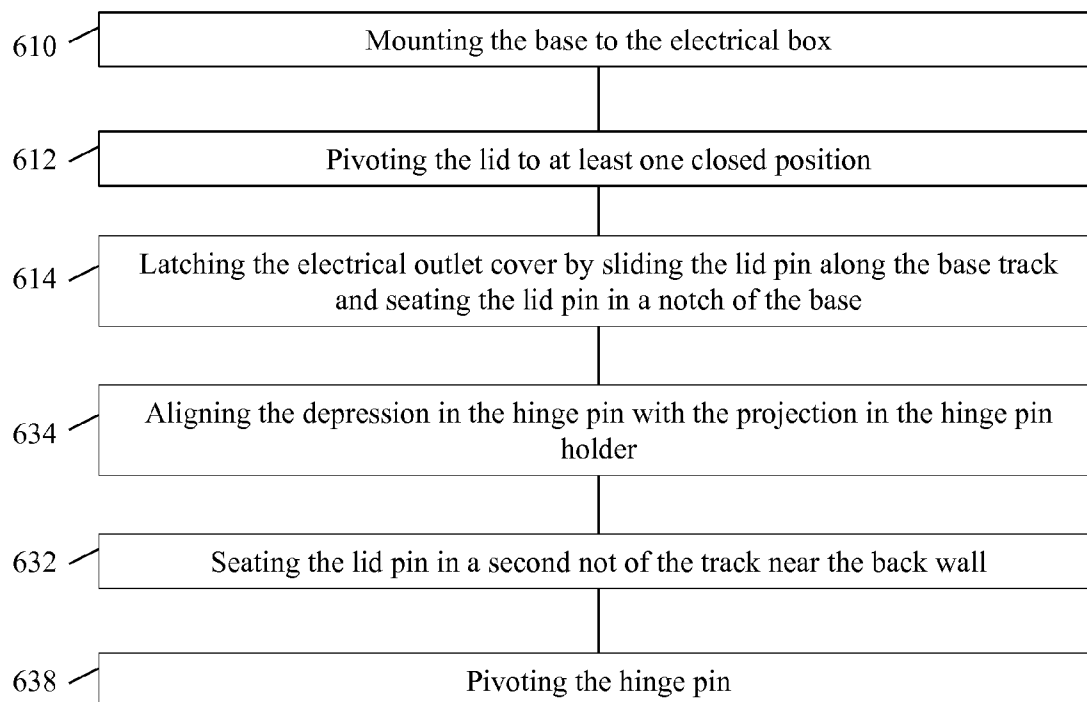 610
Mounting the base to the electrical box
612
Pivoting the lid to at least one closed position
614
Latching the electrical outlet cover by sliding the lid pin along the base track
and seating the lid pin in a notch of the base
634
Aligning the depression in the hinge pin with the projection in the hinge pin
holder
632
Seating the lid pin in a second not of the track near the back wall
638
Pivoting the hinge pin